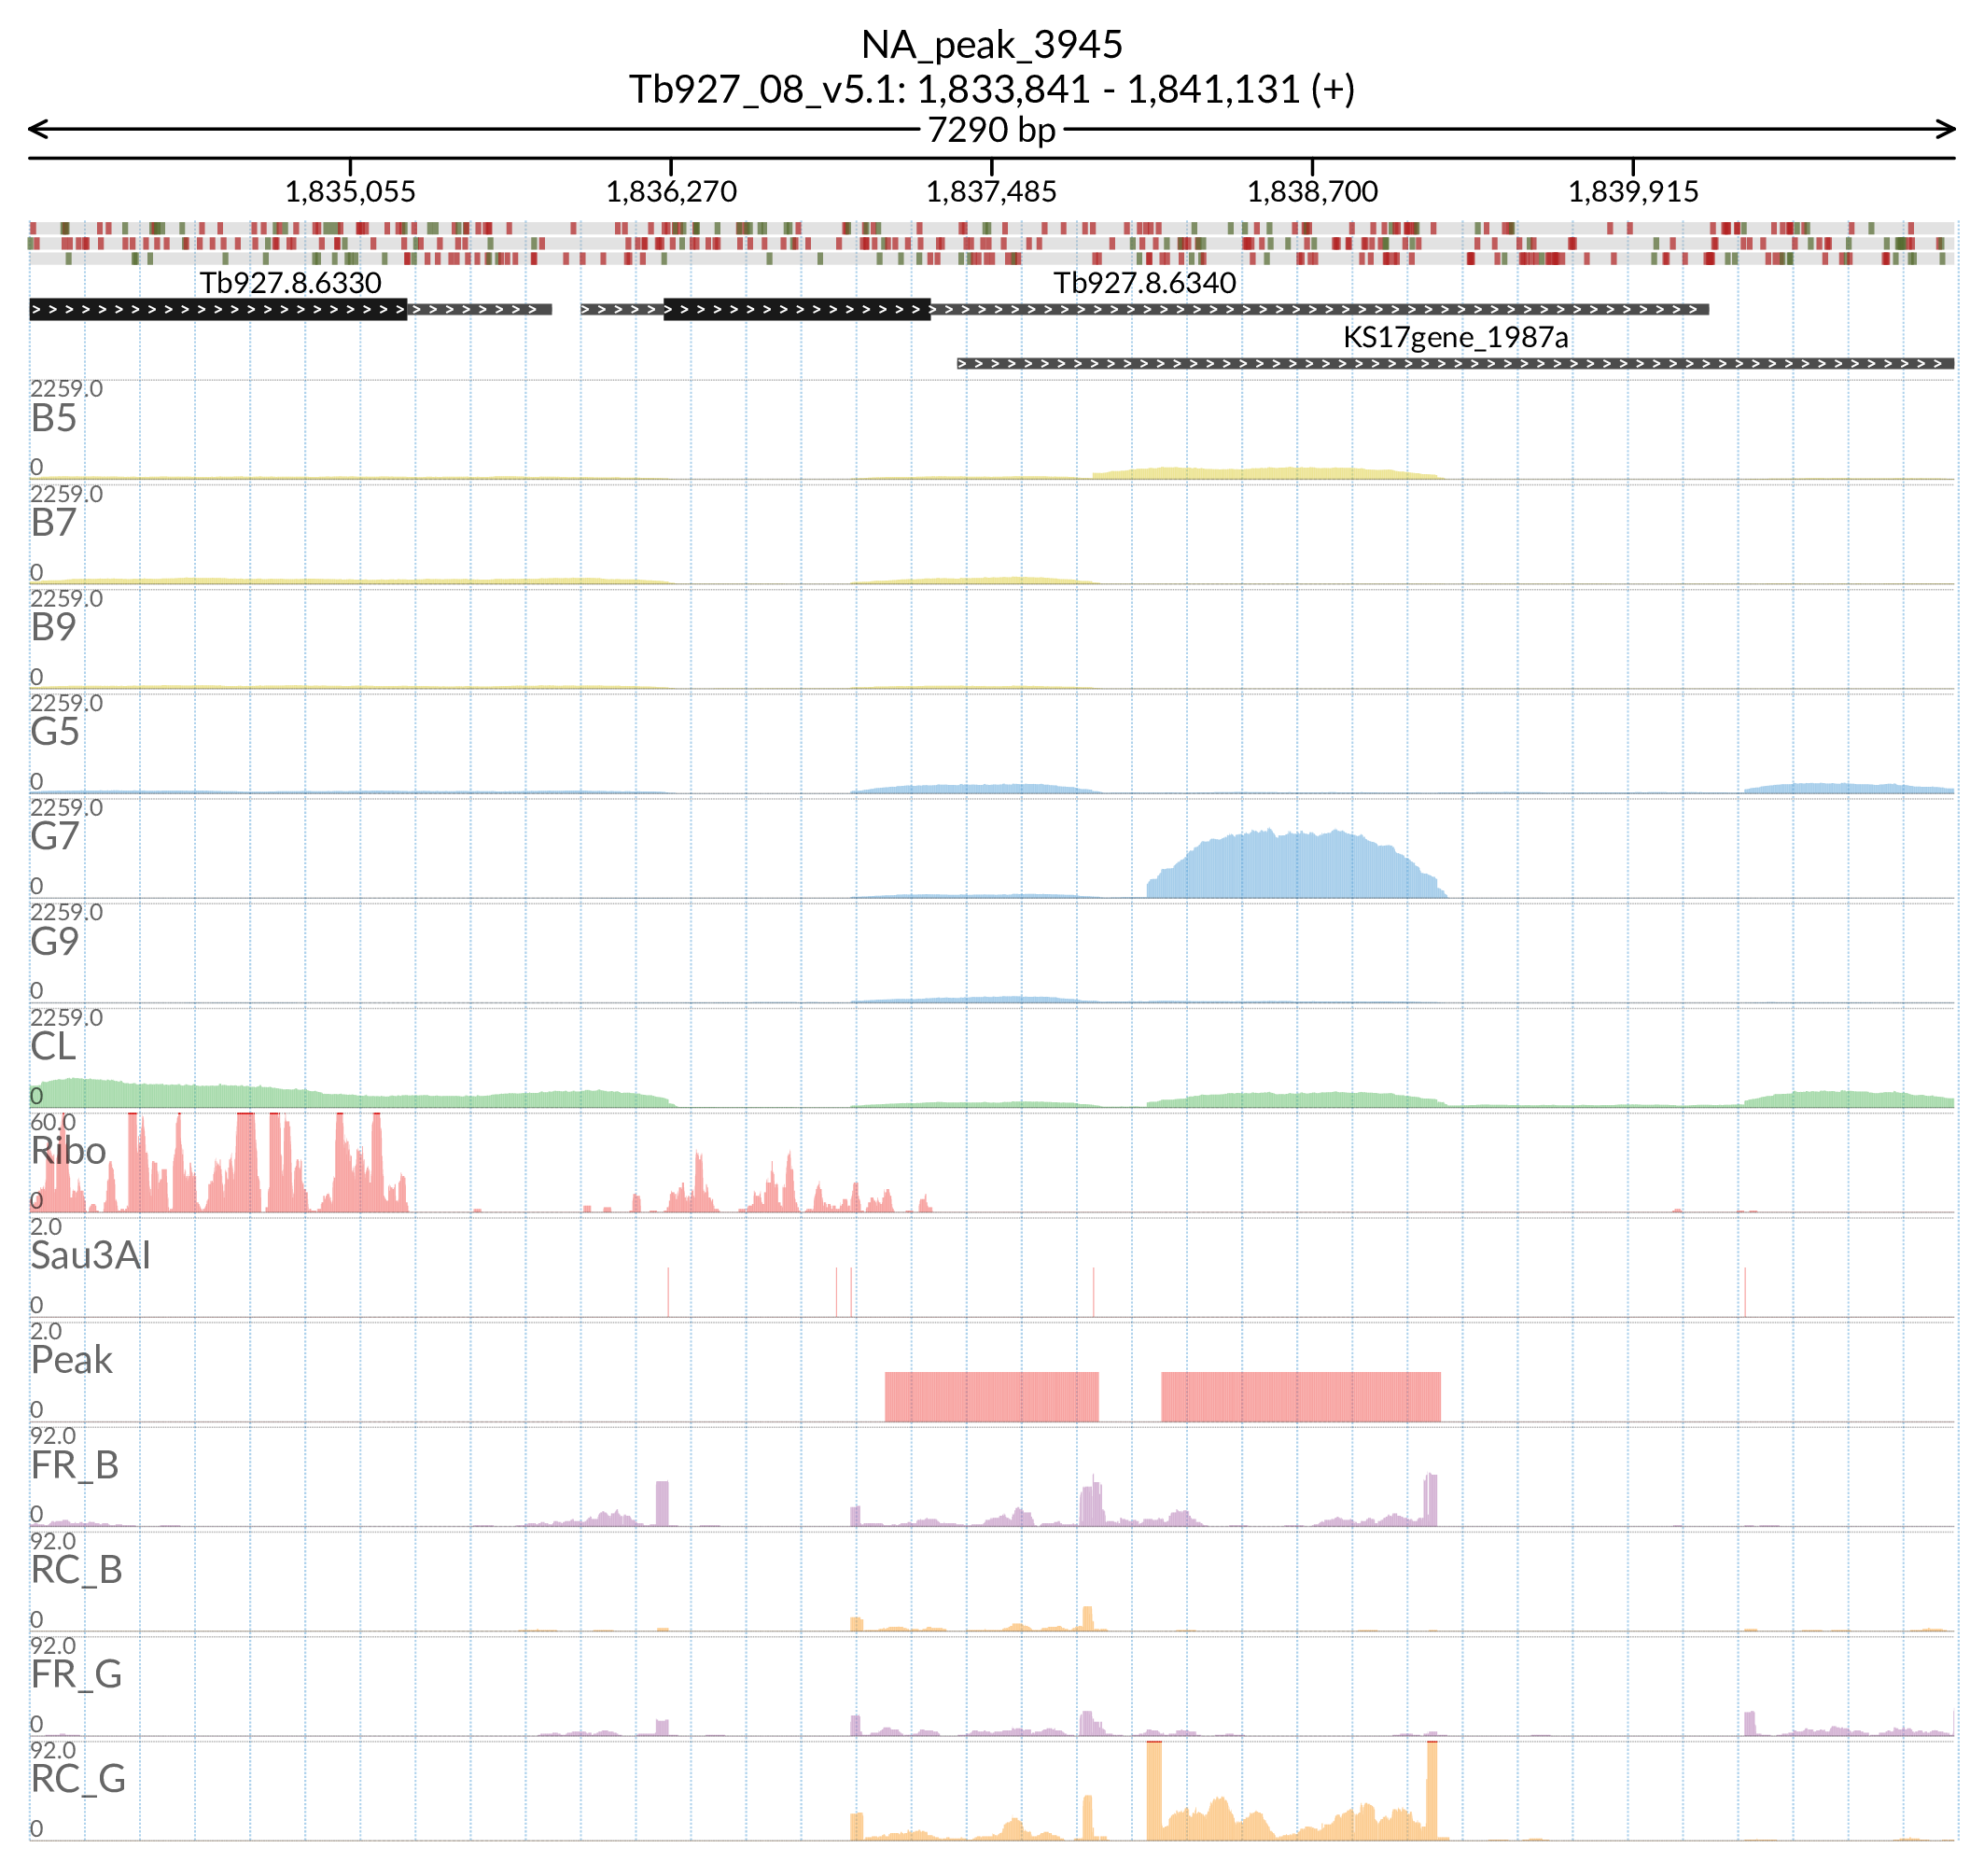 NA_peak_3945
Tb927_08_v5.1: 1,833,841 - 1,841,131 (+)
7290 bp
1,835,055 1,836,270 1,837,485 1,838,700 1,839,915
Tb927.8.6330 Tb927.8.6340
KS17gene_1987a
2259.0
B5
0
2259.0
B7
0
2259.0
B9
0
2259.0
G5
0
2259.0
G7
0
2259.0
G9
0
2259.0
CL
0
60.0
Ribo
0
2.0
Sau3AI
0
2.0
Peak
0
92.0
FR_B
0
92.0
RC_B
0
92.0
FR_G
0
92.0
RC_G
0